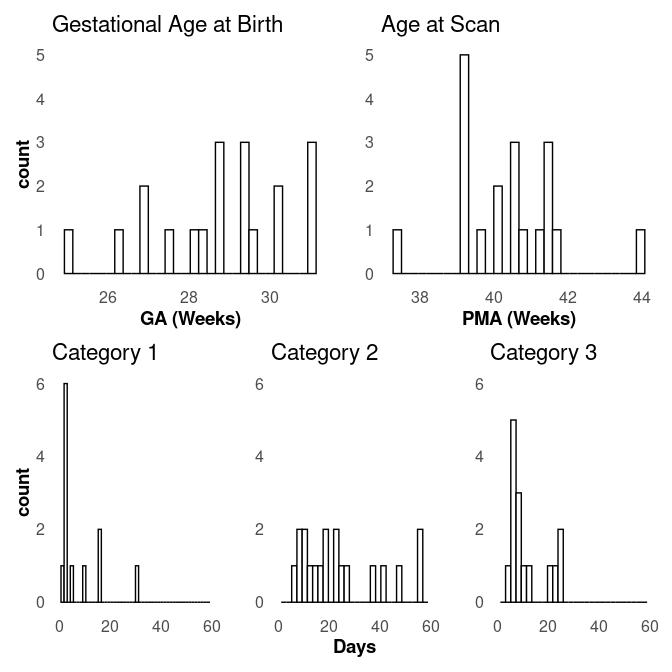 Gestational Age at Birth
Age at Scan
count
5
4
3
2
1
0
5
4
3
2
1
0
26 28 30
38 40 42 44
GA (Weeks)
PMA (Weeks)
Category 1
Category 2
Category 3
count
6
4
2
0
6
4
2
0
6
4
2
0
0 20 40 60
0 20 40 60
0 20 40 60
Days